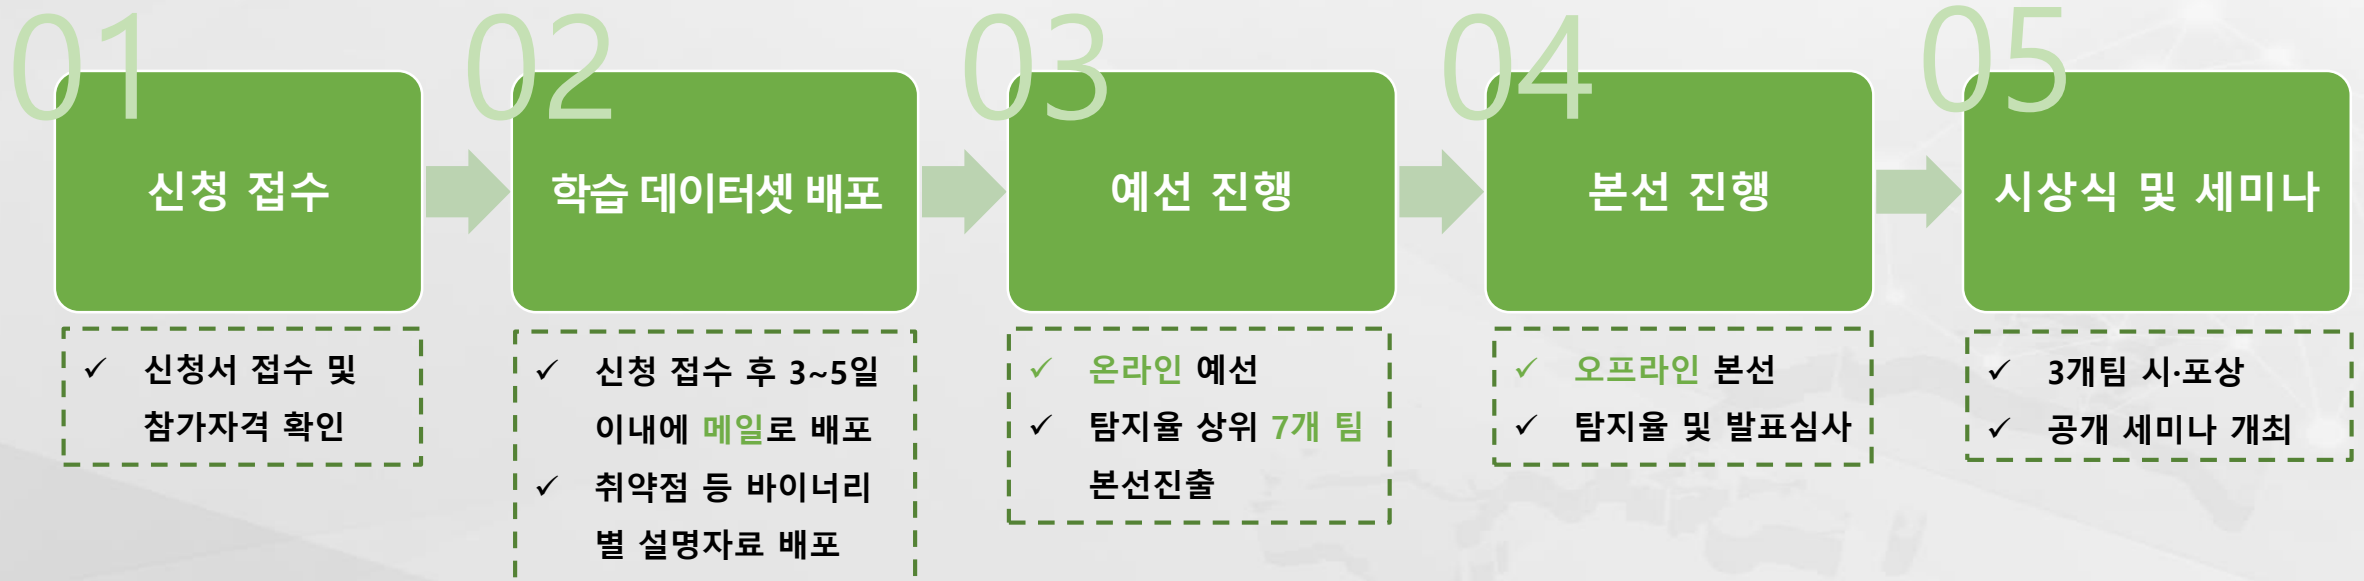 01
신청 접수
✓ 신청서 접수 및
참가자격 확인
02
학습 데이터셋 배포
✓ 신청 접수 후 3~5일
이내에 메일로 배포
✓ 취약점 등 바이너리
별 설명자료 배포
03
예선 진행
✓ 온라인 예선
✓ 탐지율 상위 7개 팀
본선진출
04
본선 진행
✓ 오프라인 본선
✓ 탐지율 및 발표심사
05
시상식 및 세미나
✓ 3개팀 시·포상
✓ 공개 세미나 개최